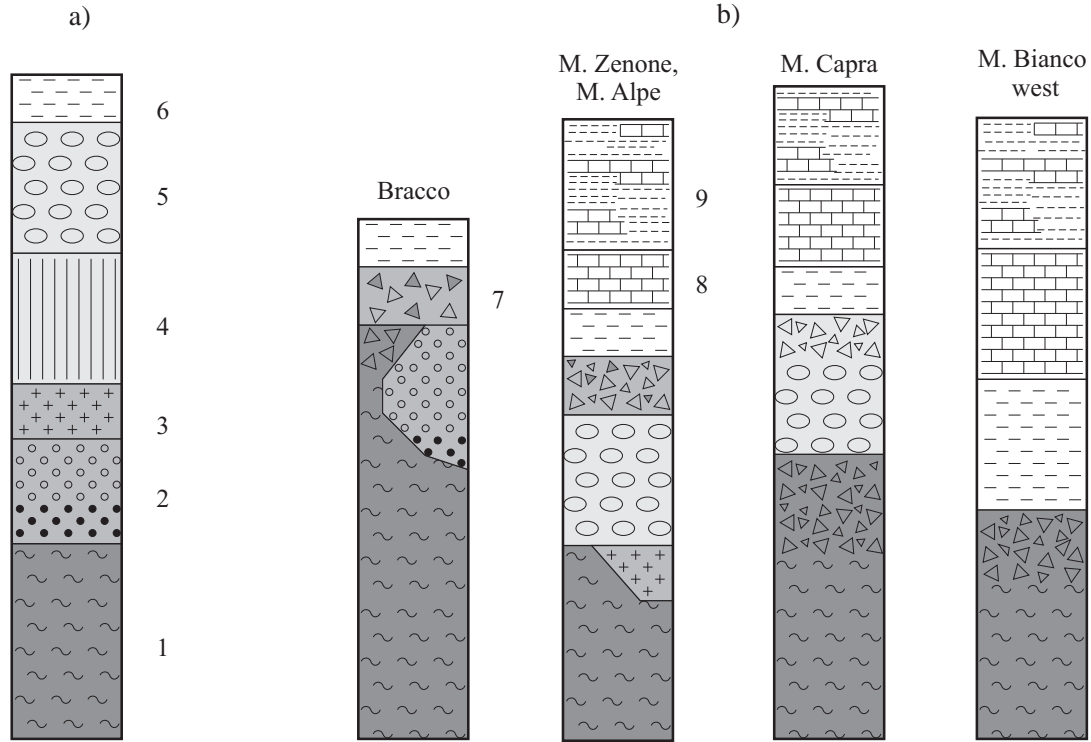 a)
b)
M. Zenone,
M. Alpe
M. Capra
M. Bianco
west
Bracco
6
5
4
3
2
1
7
9
8